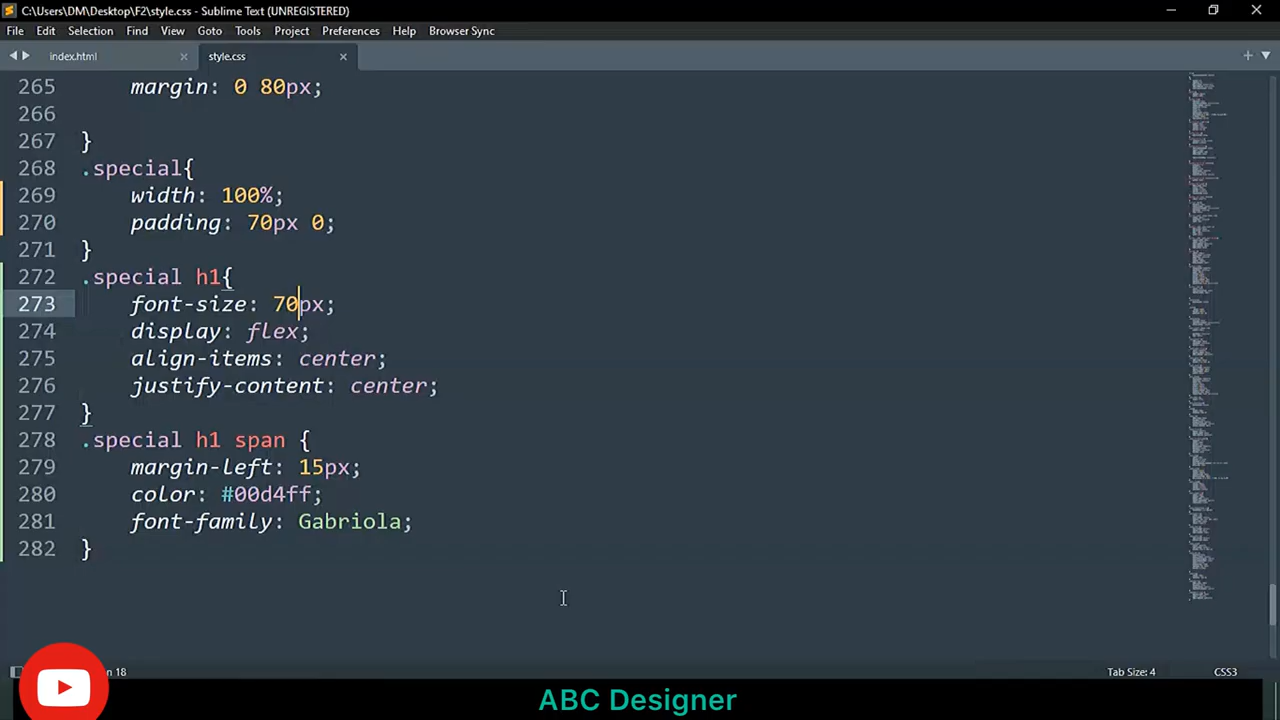 C:\Users\DM\Desktop\F2\style.css - Sublime Text (UNREGISTERED)
File Edit Selection Find View Goto Tools Project Preferences Help Browser Sync
index.html style.css
265 margin: 0 80px;
266
267 }
268 .special{
269 width: 100%;
270 padding: 70px 0;
271 }
272 .special h1{
273 font-size: 70px;
274 display: flex;
275 align-items: center;
276 justify-content: center;
277 }
278 .special h1 span {
279 margin-left: 15px;
280 color: #00d4ff;
281 font-family: Gabriola;
282 }
18 Tab Size: 4 CSS3
ABC Designer